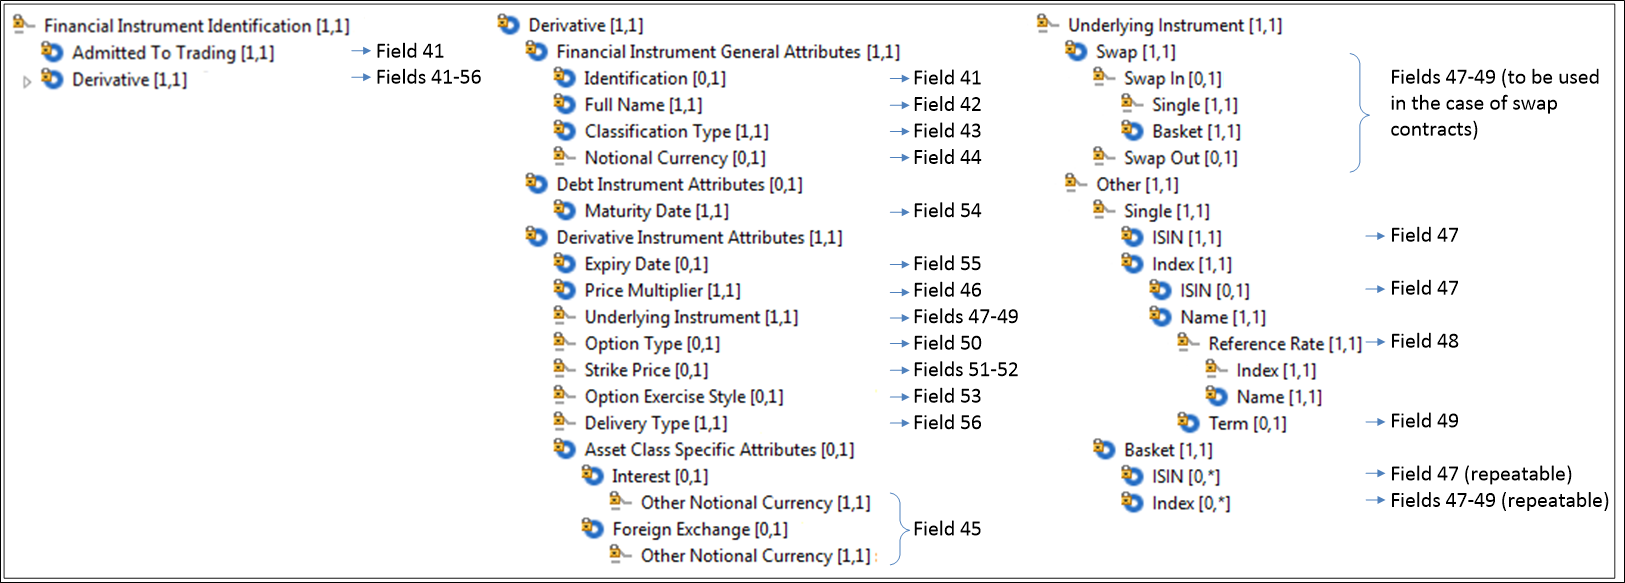 Financial Instrument Identification [1,1]
Admitted To Trading [1,1] Field 41
Derivative [1,1] Fields 41-56
Derivative [1,1]
Financial Instrument General Attributes [1,1]
Identification [0,1] Field 41
Full Name [1,1] Field 42
Classification Type [1,1] Field 43
Notional Currency [0,1] Field 44
Debt Instrument Attributes [0,1]
Maturity Date [1,1] Field 54
Derivative Instrument Attributes [1,1]
Expiry Date [0,1] Field 55
Price Multiplier [1,1] Field 46
Underlying Instrument [1,1] Fields 47-49
Option Type [0,1] Field 50
Strike Price [0,1] Fields 51-52
Option Exercise Style [0,1] Field 53
Delivery Type [1,1] Field 56
Asset Class Specific Attributes [0,1]
Interest [0,1]
Other Notional Currency [1,1]
Foreign Exchange [0,1] Field 45
Other Notional Currency [1,1]
Underlying Instrument [1,1]
Swap [1,1]
Swap In [0,1]
Single [1,1]
Basket [1,1]
Swap Out [0,1]
Fields 47-49 (to be used
in the case of swap
contracts)
Other [1,1]
Single [1,1]
ISIN [1,1] Field 47
Index [1,1]
ISIN [0,1] Field 47
Name [1,1]
Reference Rate [1,1] Field 48
Index [1,1]
Name [1,1]
Term [0,1] Field 49
Basket [1,1]
ISIN [0,*] Field 47 (repeatable)
Index [0,*] Fields 47-49 (repeatable)